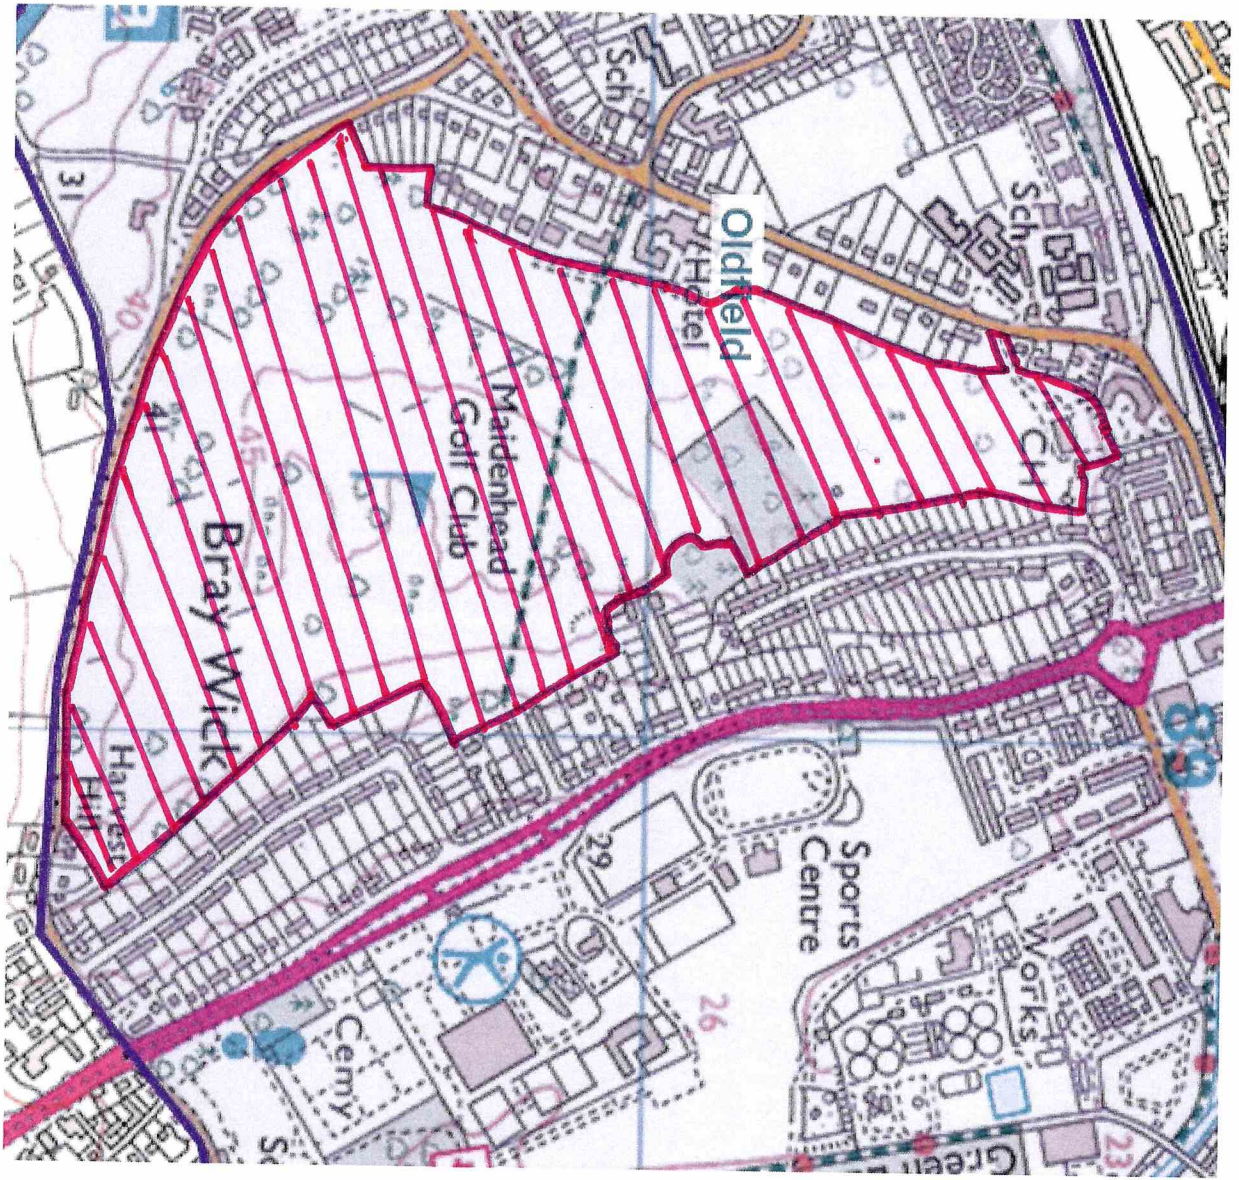 Sch
31
Oldfield
Sch
Hotel
40
Maidenhead
Golf Club
CH
41
45
Bray Wick
Harvest
Hill
89
29
Sports
Centre
Works
26
Cemy
Green
23